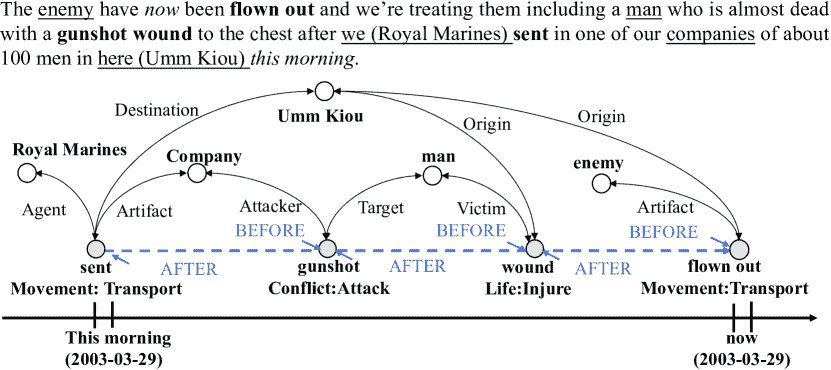 The enemy have now been flown out and we’re treating them including a man who is almost dead
with a gunshot wound to the chest after we (Royal Marines) sent in one of our companies of about
100 men in here (Umm Kiou) this morning.
Destination
Umm Kiou
Origin
Origin
Royal Marines
Company
man
enemy
Agent
Artifact
Attacker
Target
Victim
Artifact
BEFORE
BEFORE
BEFORE
AFTER
AFTER
AFTER
sent
gunshot
wound
flown out
Movement: Transport
Conflict:Attack
Life:Injure
Movement:Transport
This morning
now
(2003-03-29)
(2003-03-29)